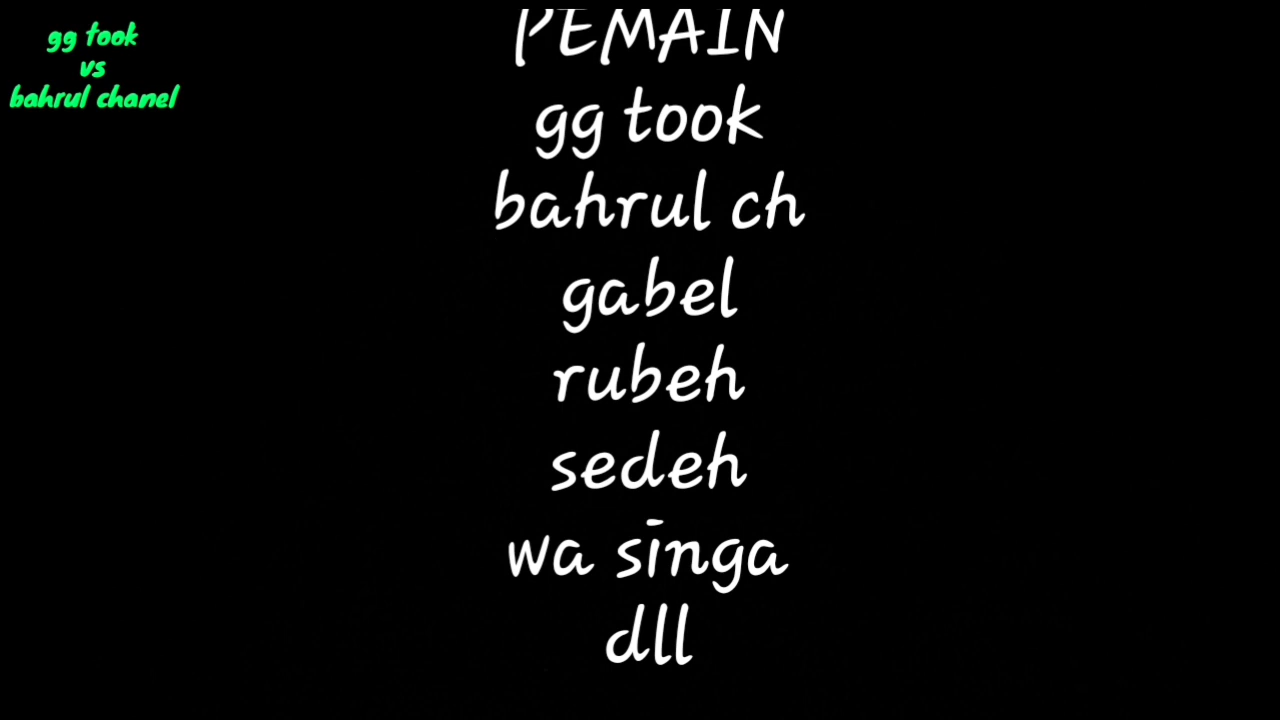 gg took
vs
bahrul chanel
PEMAIN
gg took
bahrul ch
gabel
rubeh
sedeh
wa singa
dll